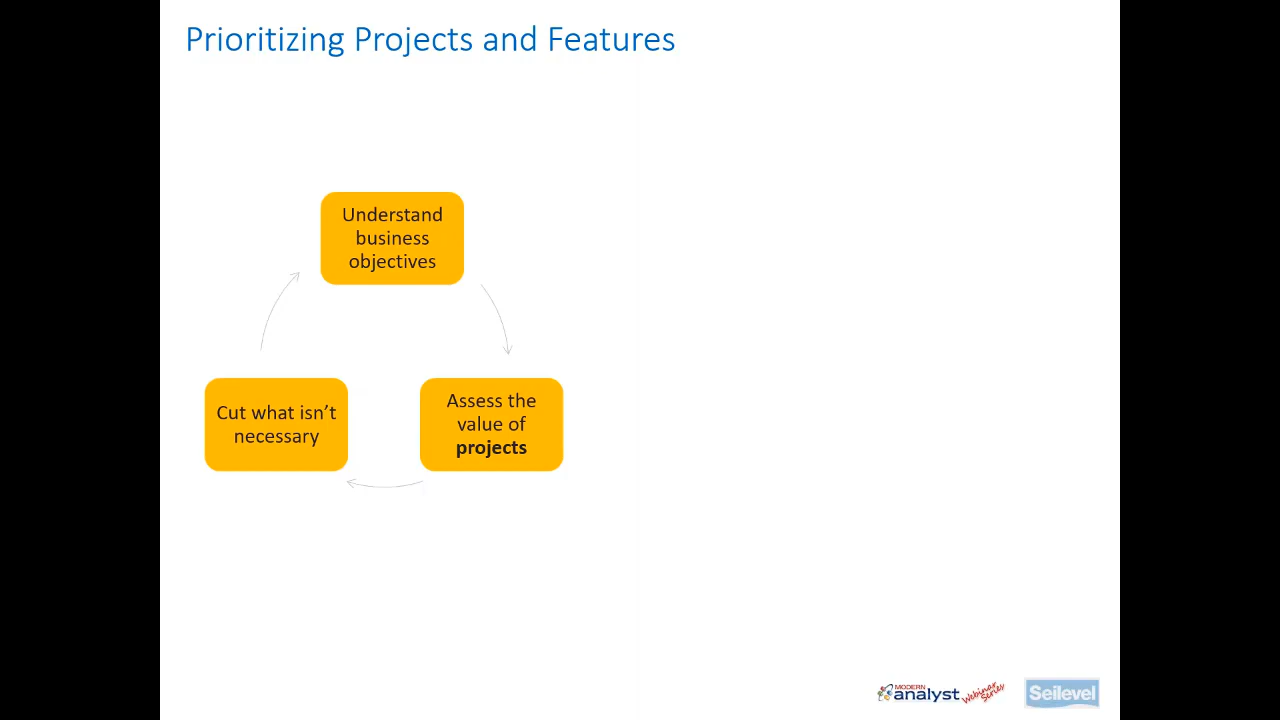 Prioritizing Projects and Features
Understand
business
objectives
Cut what isn't
necessary
Assess the
value of
projects
MODERN
analyst
Webinar
Series
Seilevel